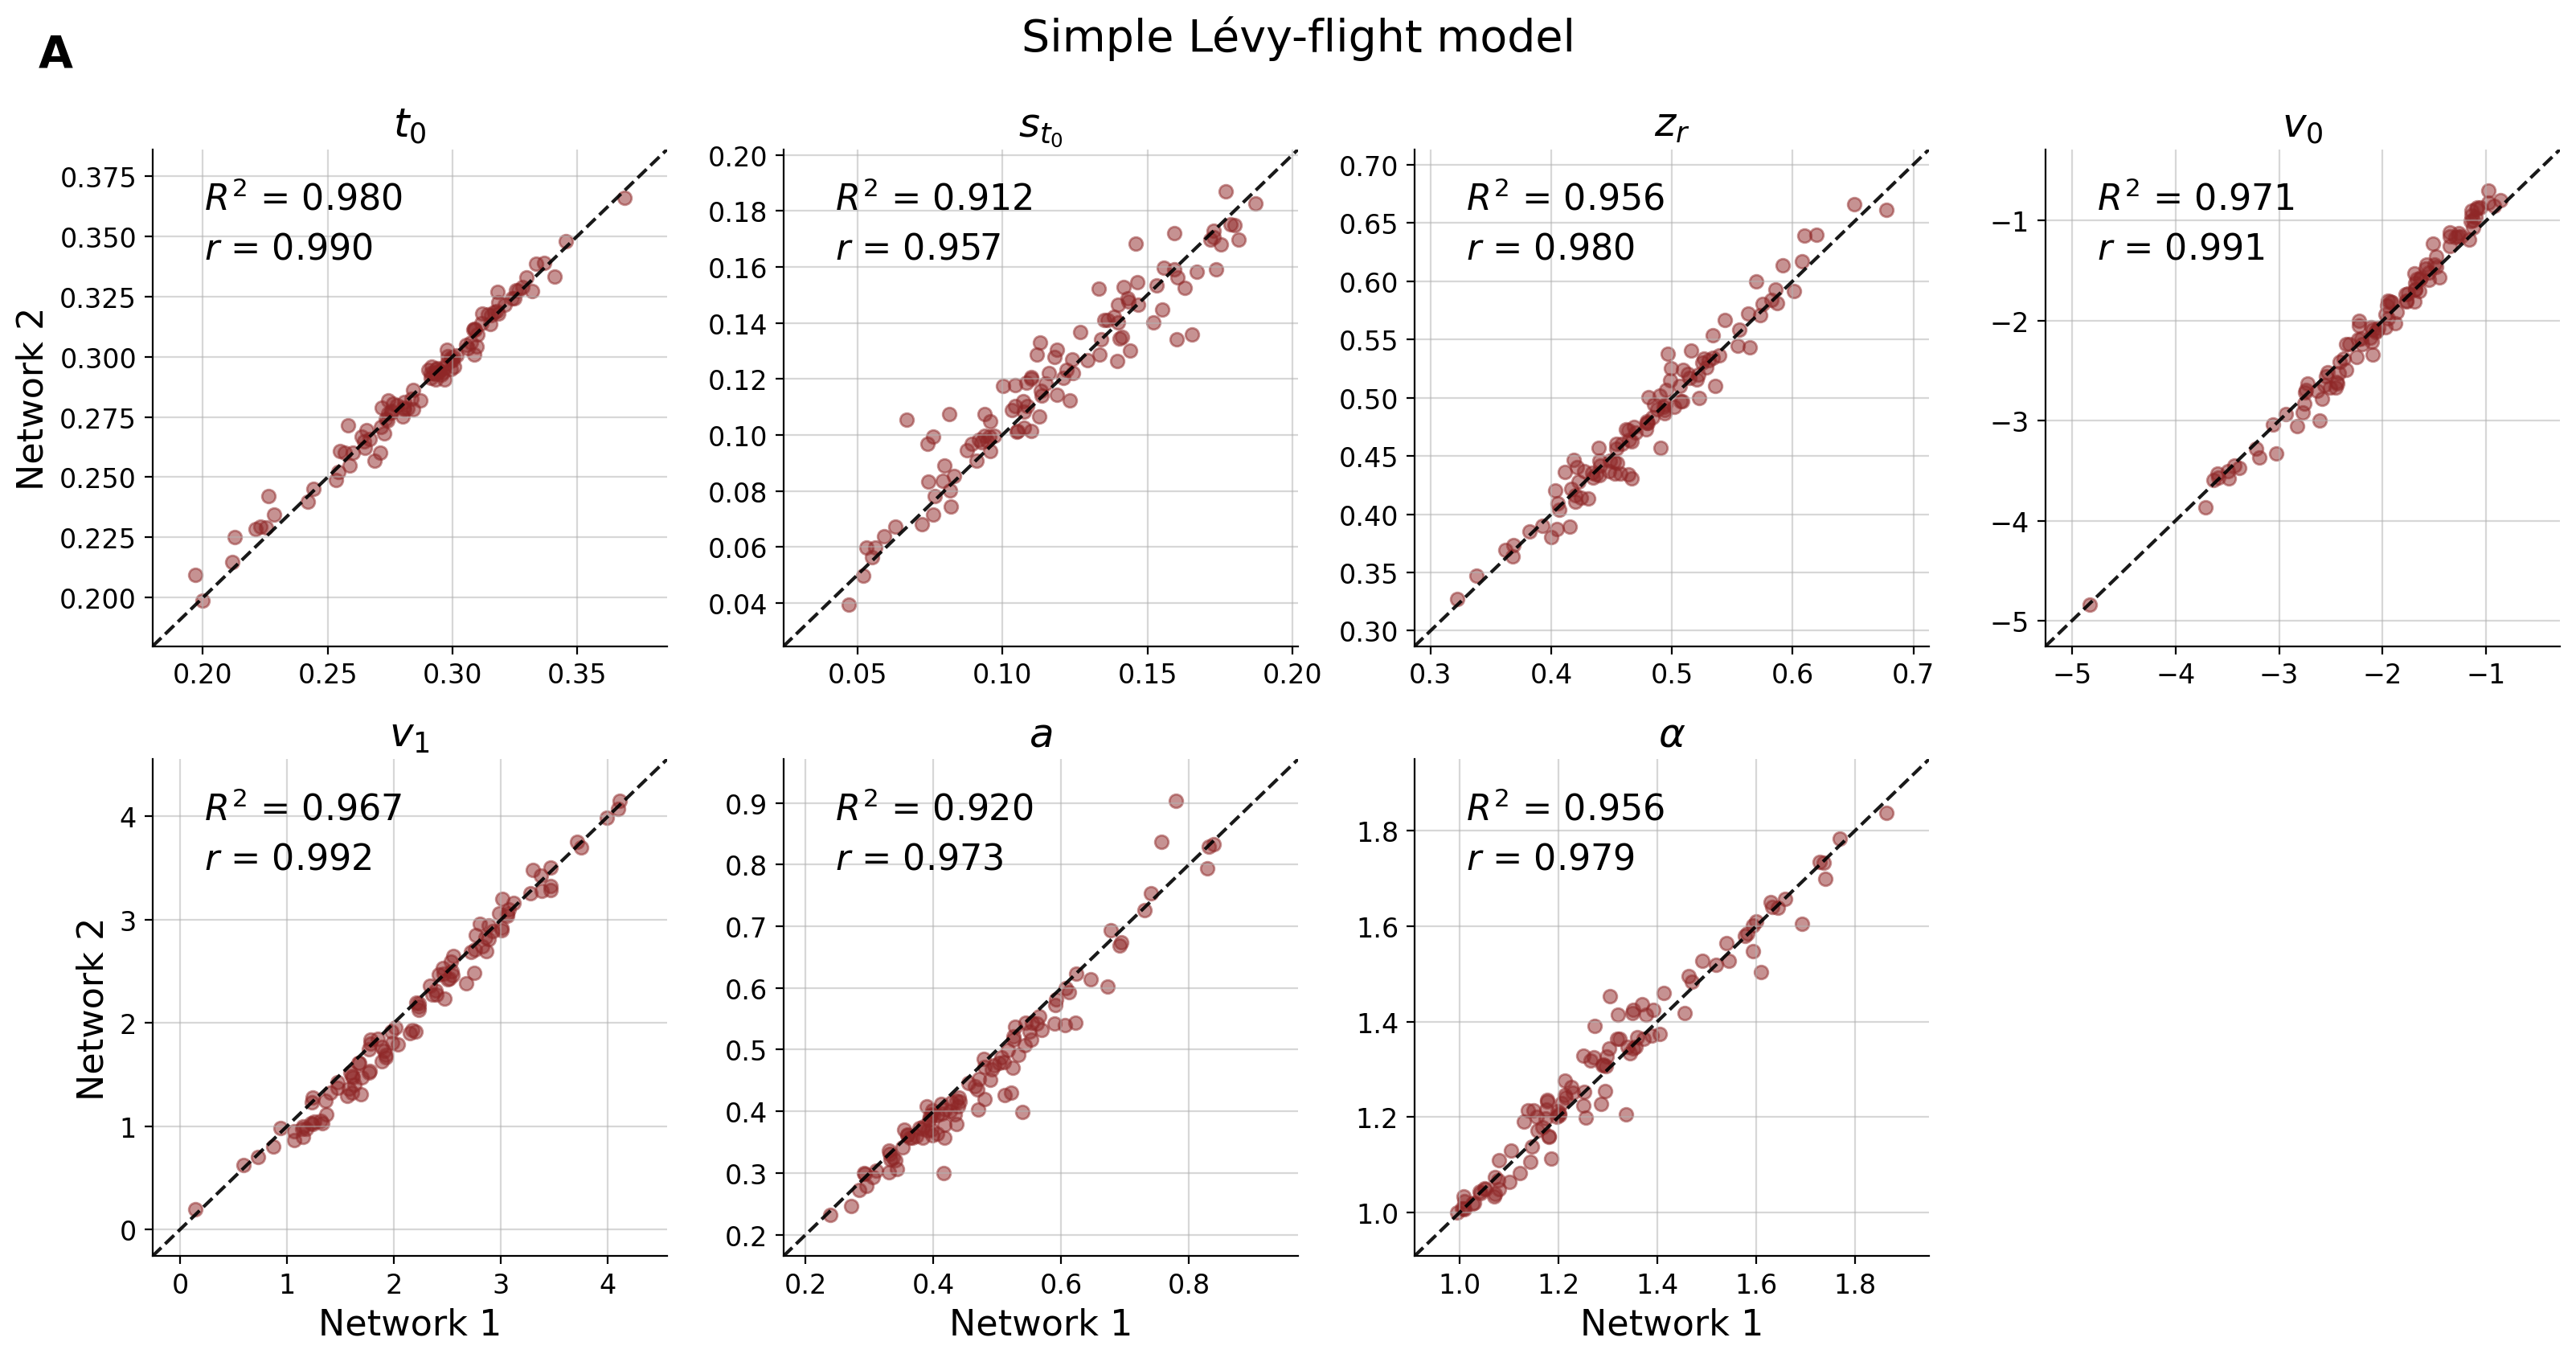 A
Simple Lévy-flight model
t₀
R² = 0.980
r = 0.990
Network 2
0.375
0.350
0.325
0.300
0.275
0.250
0.225
0.200
0.20 0.25 0.30 0.35
s_{t₀}
R² = 0.912
r = 0.957
0.20
0.18
0.16
0.14
0.12
0.10
0.08
0.06
0.04
0.05 0.10 0.15 0.20
z_r
R² = 0.956
r = 0.980
0.70
0.65
0.60
0.55
0.50
0.45
0.40
0.35
0.30
0.3 0.4 0.5 0.6 0.7
v₀
R² = 0.971
r = 0.991
−1
−2
−3
−4
−5
−5 −4 −3 −2 −1
v₁
R² = 0.967
r = 0.992
Network 2
4
3
2
1
0
0 1 2 3 4
Network 1
a
R² = 0.920
r = 0.973
0.9
0.8
0.7
0.6
0.5
0.4
0.3
0.2
0.2 0.4 0.6 0.8
Network 1
α
R² = 0.956
r = 0.979
1.8
1.6
1.4
1.2
1.0
1.0 1.2 1.4 1.6 1.8
Network 1